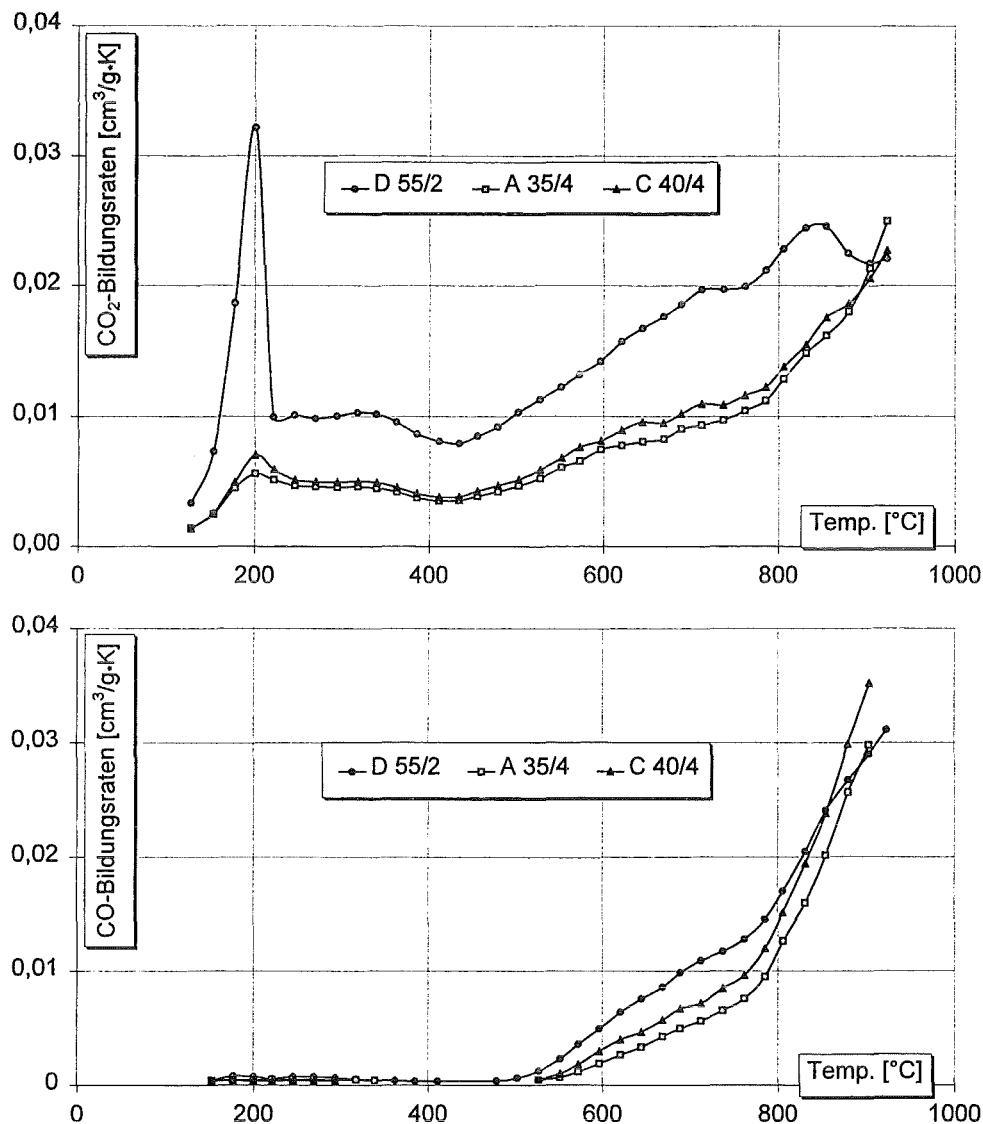 0,04
0,03
0,02
0,01
0,00
CO₂-Bildungsraten [cm³/g•K]
D 55/2 A 35/4 C 40/4
Temp. [°C]
0 200 400 600 800 1000
0,04
0,03
0,02
0,01
0
CO-Bildungsraten [cm³/g•K]
D 55/2 A 35/4 C 40/4
Temp. [°C]
0 200 400 600 800 1000